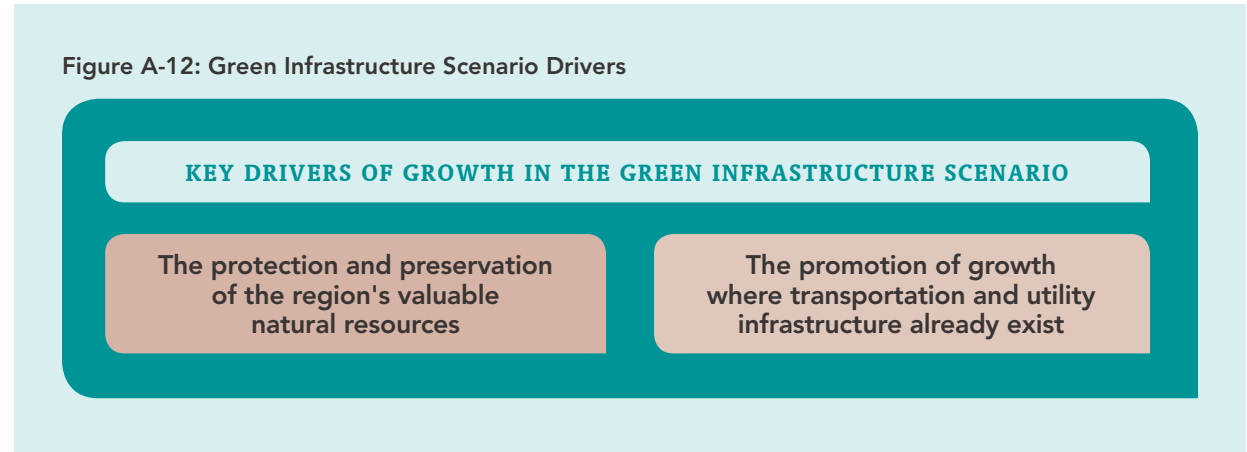 Figure A-12: Green Infrastructure Scenario Drivers
KEY DRIVERS OF GROWTH IN THE GREEN INFRASTRUCTURE SCENARIO
The protection and preservation
of the region's valuable
natural resources
The promotion of growth
where transportation and utility
infrastructure already exist